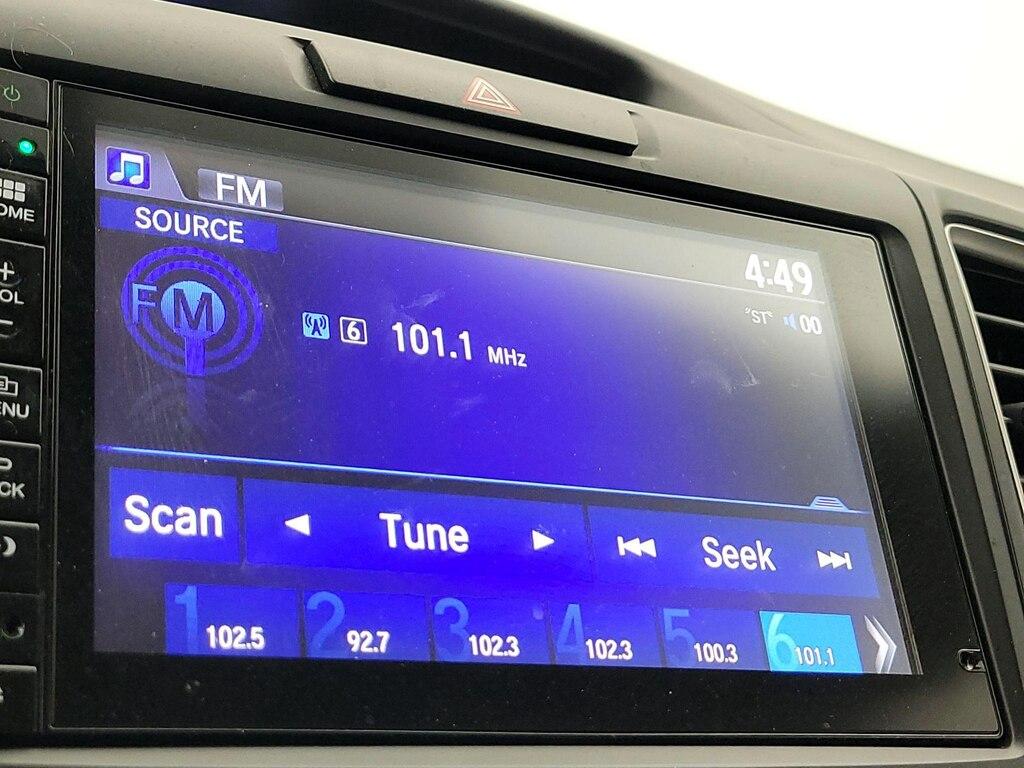 FM
SOURCE
4:49
FM
6 101.1 MHz
"ST" 00
Scan Tune Seek
1 102.5 2 92.7 3 102.3 4 102.3 5 100.3 6 101.1